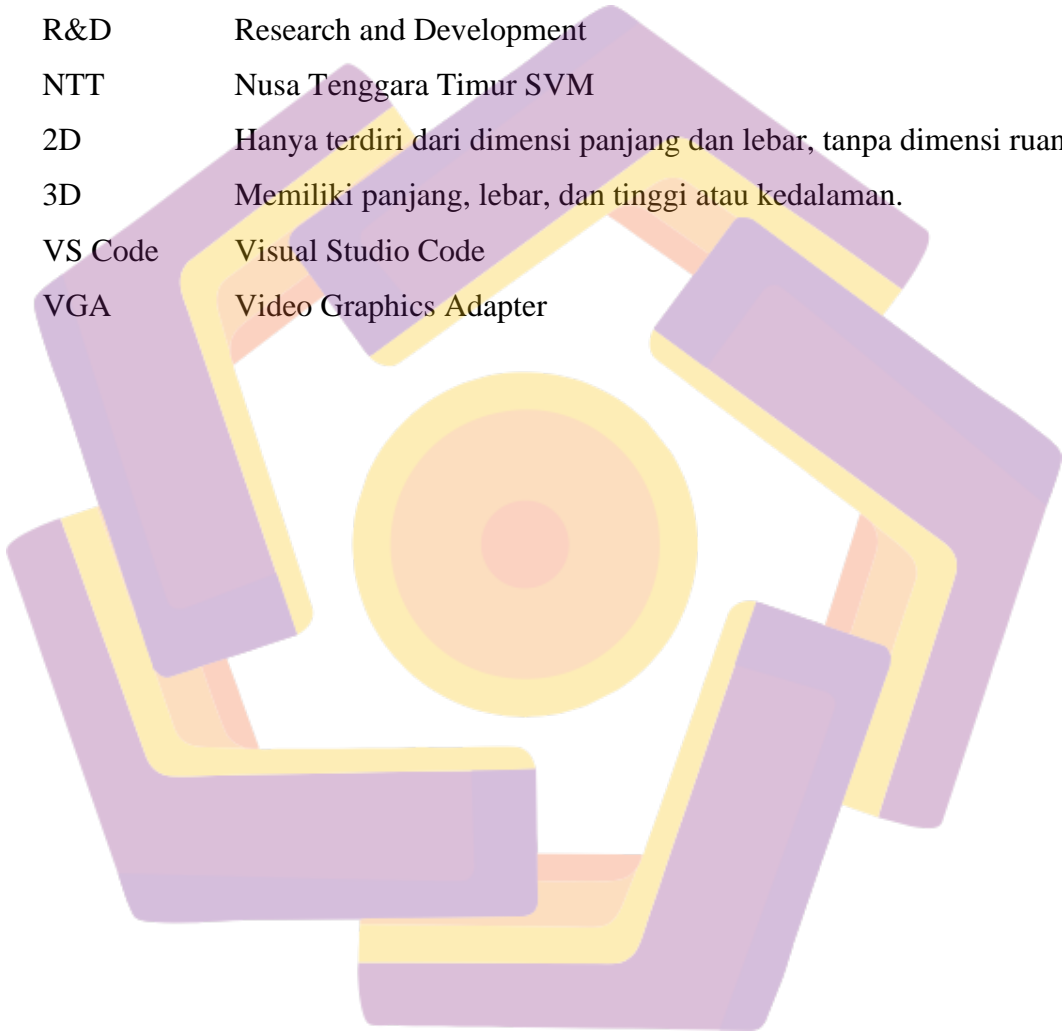 R&D Research and Development
NTT Nusa Tenggara Timur SVM
2D Hanya terdiri dari dimensi panjang dan lebar, tanpa dimensi
3D Memiliki panjang, lebar, dan tinggi atau kedalaman.
VS Code Visual Studio Code
VGA Video Graphics Adapter